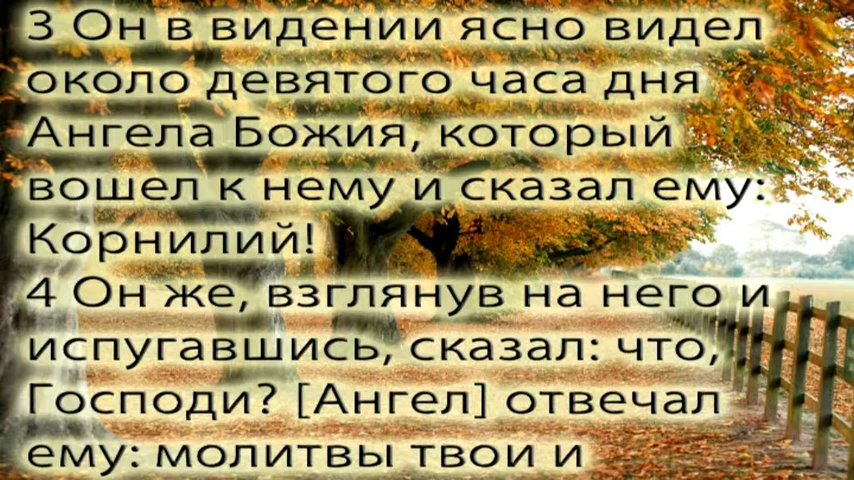 3 Он в видении ясно видел
около девятого часа дня
Ангела Божия, который
вошел к нему и сказал ему:
Корнилий!
4 Он же, взглянув на него и
испугавшись, сказал: что,
Господи? [Ангел] отвечал
ему: молитвы твои и